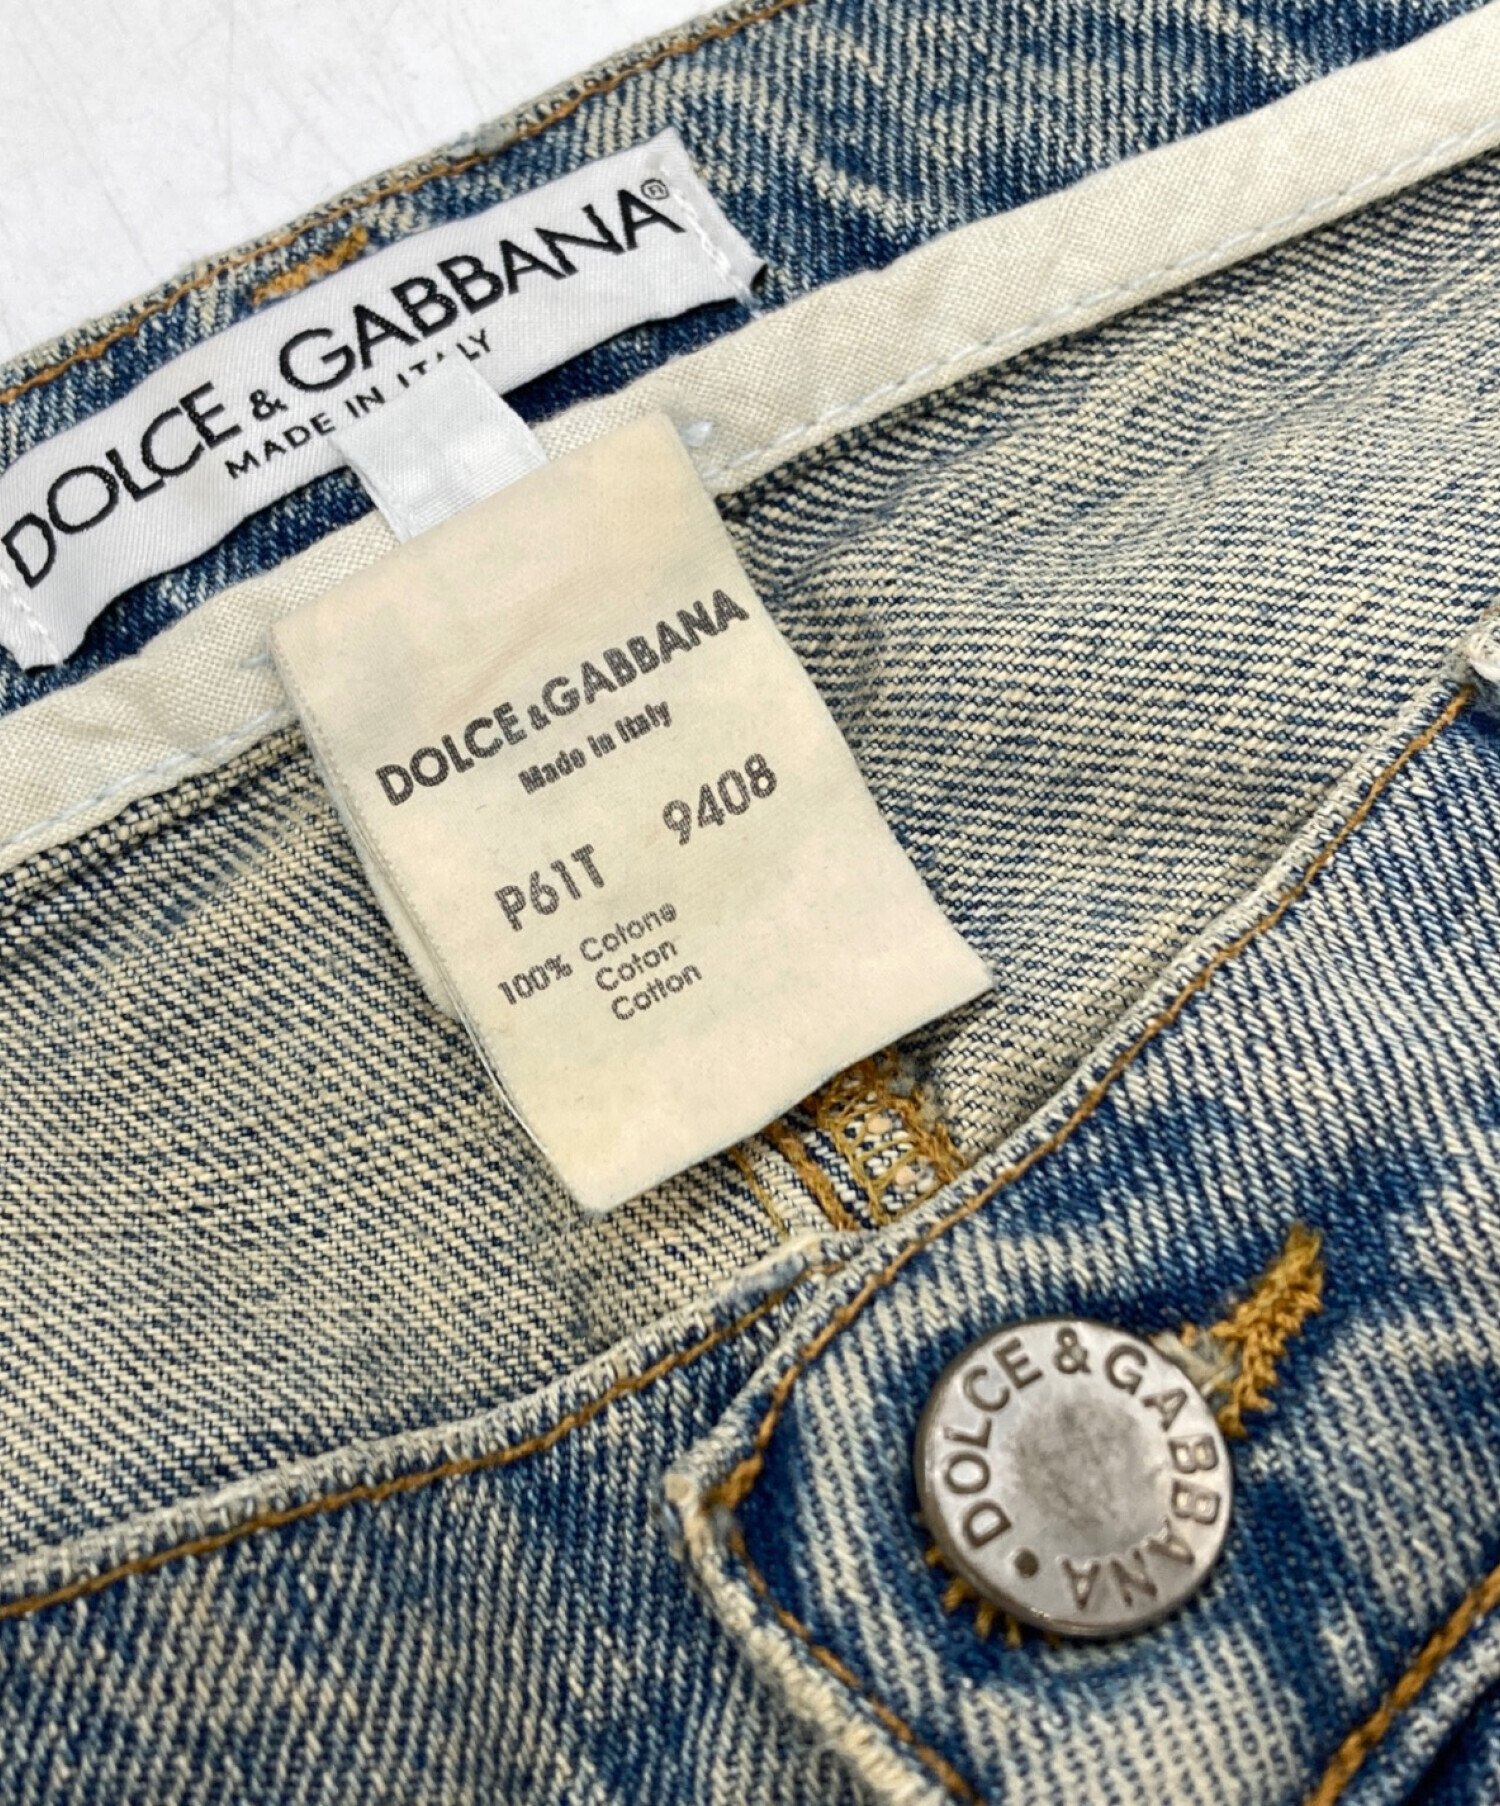 DOLCE & GABBANA®
MADE IN ITALY
DOLCE & GABBANA
Made in Italy
P61T 9408
100% Cotone
Coton
Cotton
DOLCE & GABBANA •